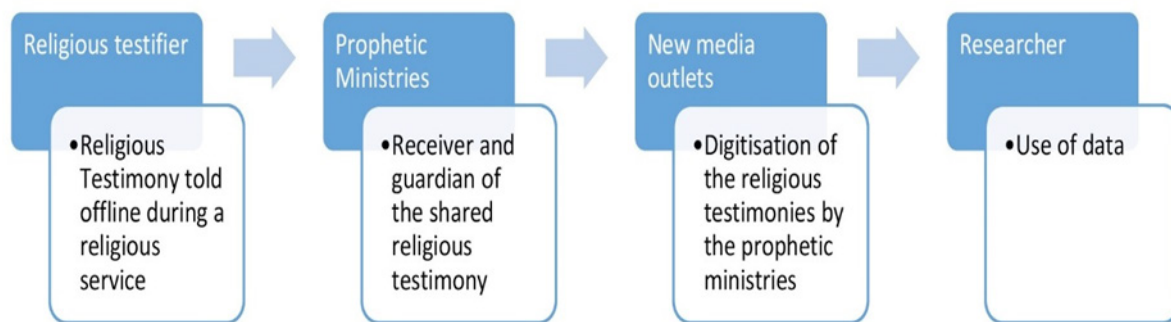 Religious testifier
•Religious
Testimony told
offline during a
religious
service
Prophetic
Ministries
•Receiver and
guardian of
the shared
religious
testimony
New media
outlets
•Digitisation of
the religious
testimonies by
the prophetic
ministries
Researcher
•Use of data